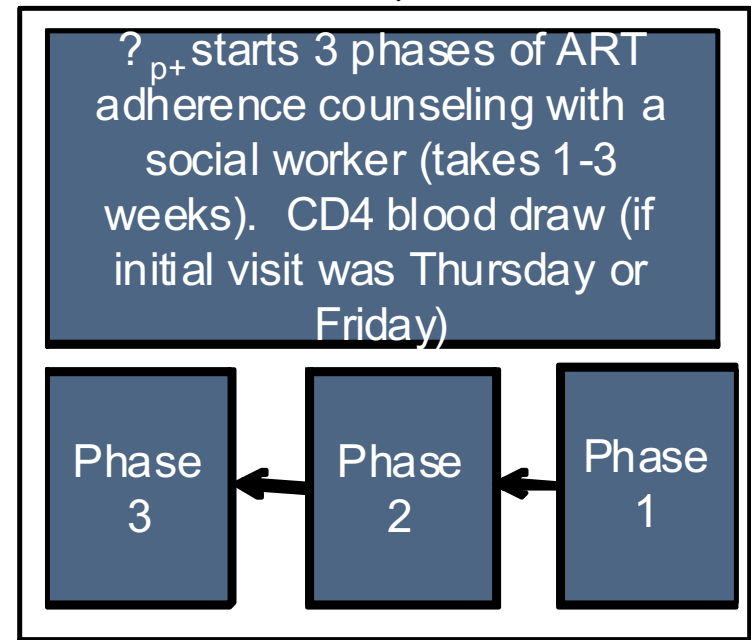 ?p+ starts 3 phases of ART
adherence counseling with a
social worker (takes 1-3
weeks). CD4 blood draw (if
initial visit was Thursday or
Friday)
Phase
3
Phase
2
Phase
1